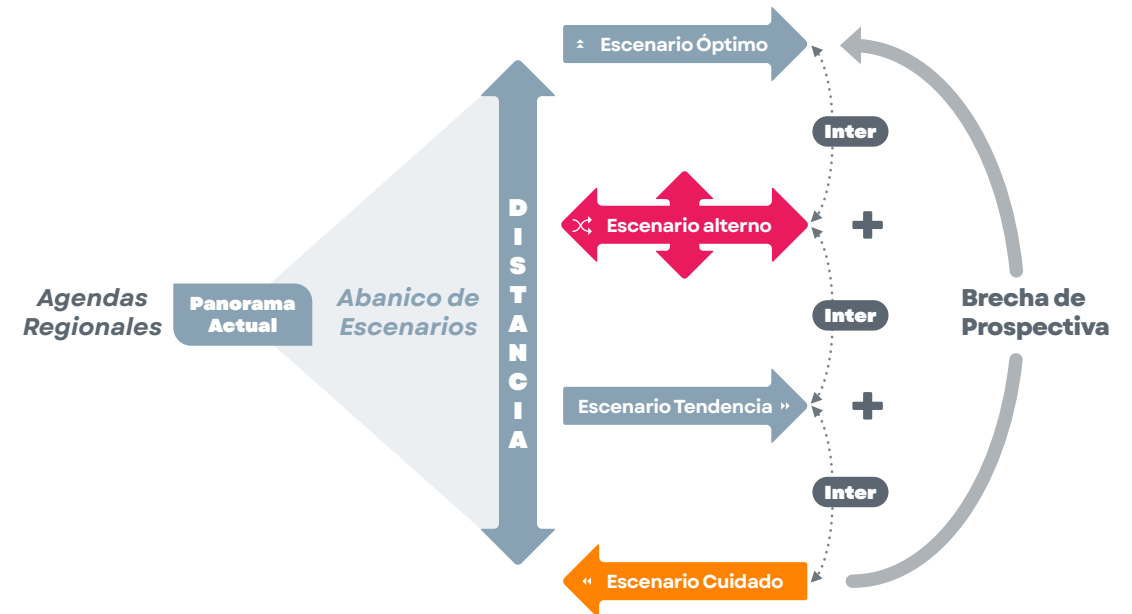 Agendas
Regionales
Panorama
Actual
Abanico de
Escenarios
DISTANCIA
Escenario Óptimo
Inter
Escenario alterno
Inter
Escenario Tendencia
Inter
Escenario Cuidado
Brecha de
Prospectiva